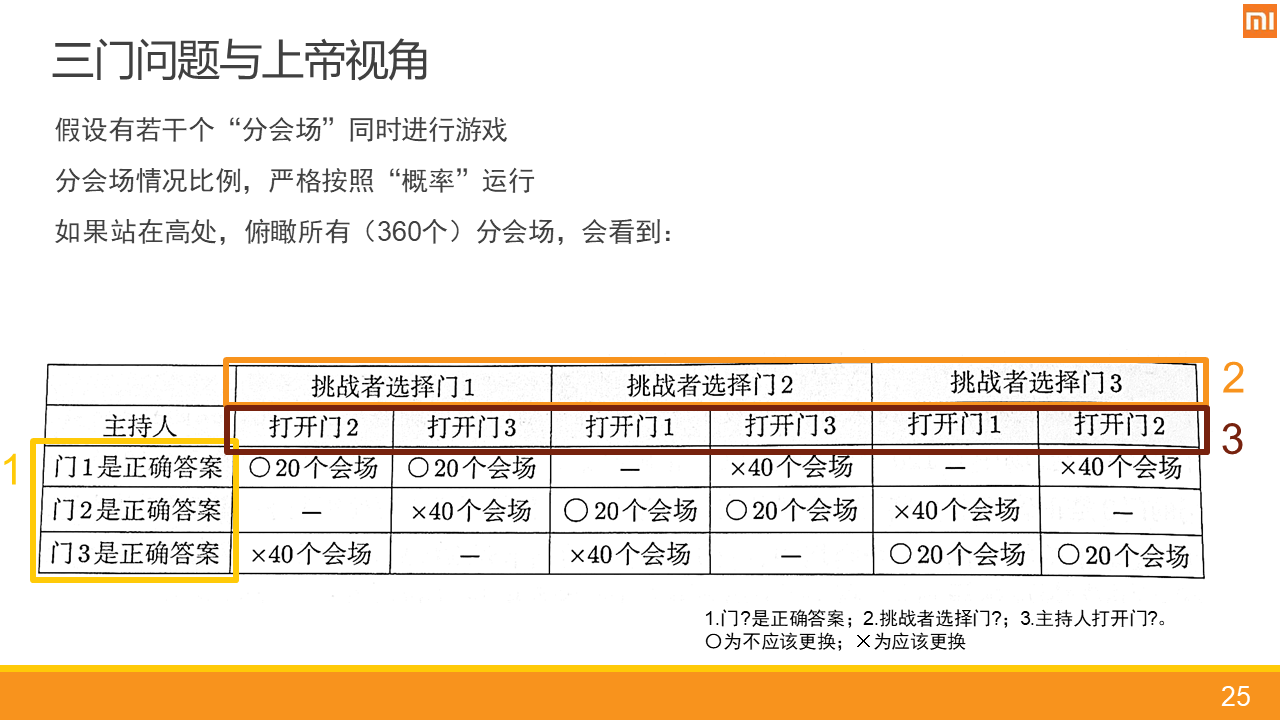 mi
三门问题与上帝视角
假设有若干个“分会场”同时进行游戏
分会场情况比例，严格按照“概率”运行
如果站在高处，俯瞰所有（360个）分会场，会看到：
挑战者选择门1 挑战者选择门2 挑战者选择门3 2
主持人 打开门2 打开门3 打开门1 打开门3 打开门1 打开门2 3
1 门1是正确答案 〇20个会场 〇20个会场 — ×40个会场 — ×40个会场
门2是正确答案 — ×40个会场 〇20个会场 〇20个会场 ×40个会场 —
门3是正确答案 ×40个会场 — ×40个会场 — 〇20个会场 〇20个会场
1.门?是正确答案；2.挑战者选择门?；3.主持人打开门?。
〇为不应该更换；×为应该更换
25